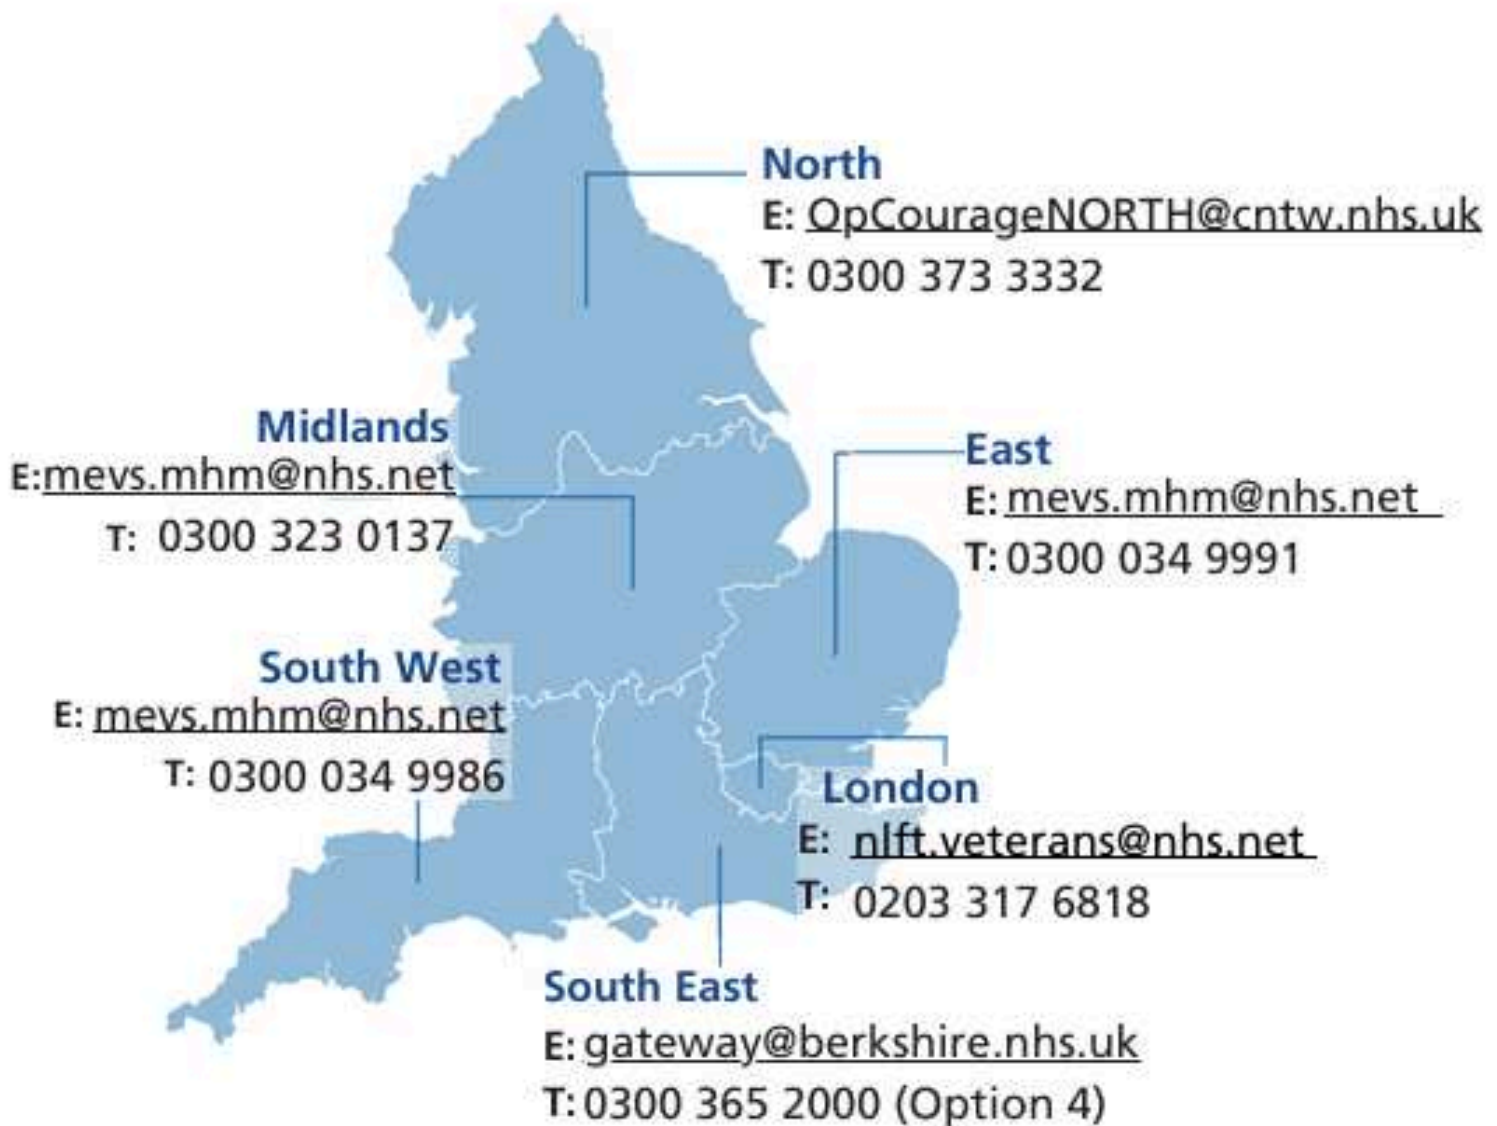 North
E: OpCourageNORTH@cntw.nhs.uk
T: 0300 373 3332
Midlands
E:mevs.mhm@nhs.net
T: 0300 323 0137
East
E: mevs.mhm@nhs.net
T: 0300 034 9991
South West
E: mevs.mhm@nhs.net
T: 0300 034 9986
London
E: nlft.veterans@nhs.net
T: 0203 317 6818
South East
E: gateway@berkshire.nhs.uk
T: 0300 365 2000 (Option 4)